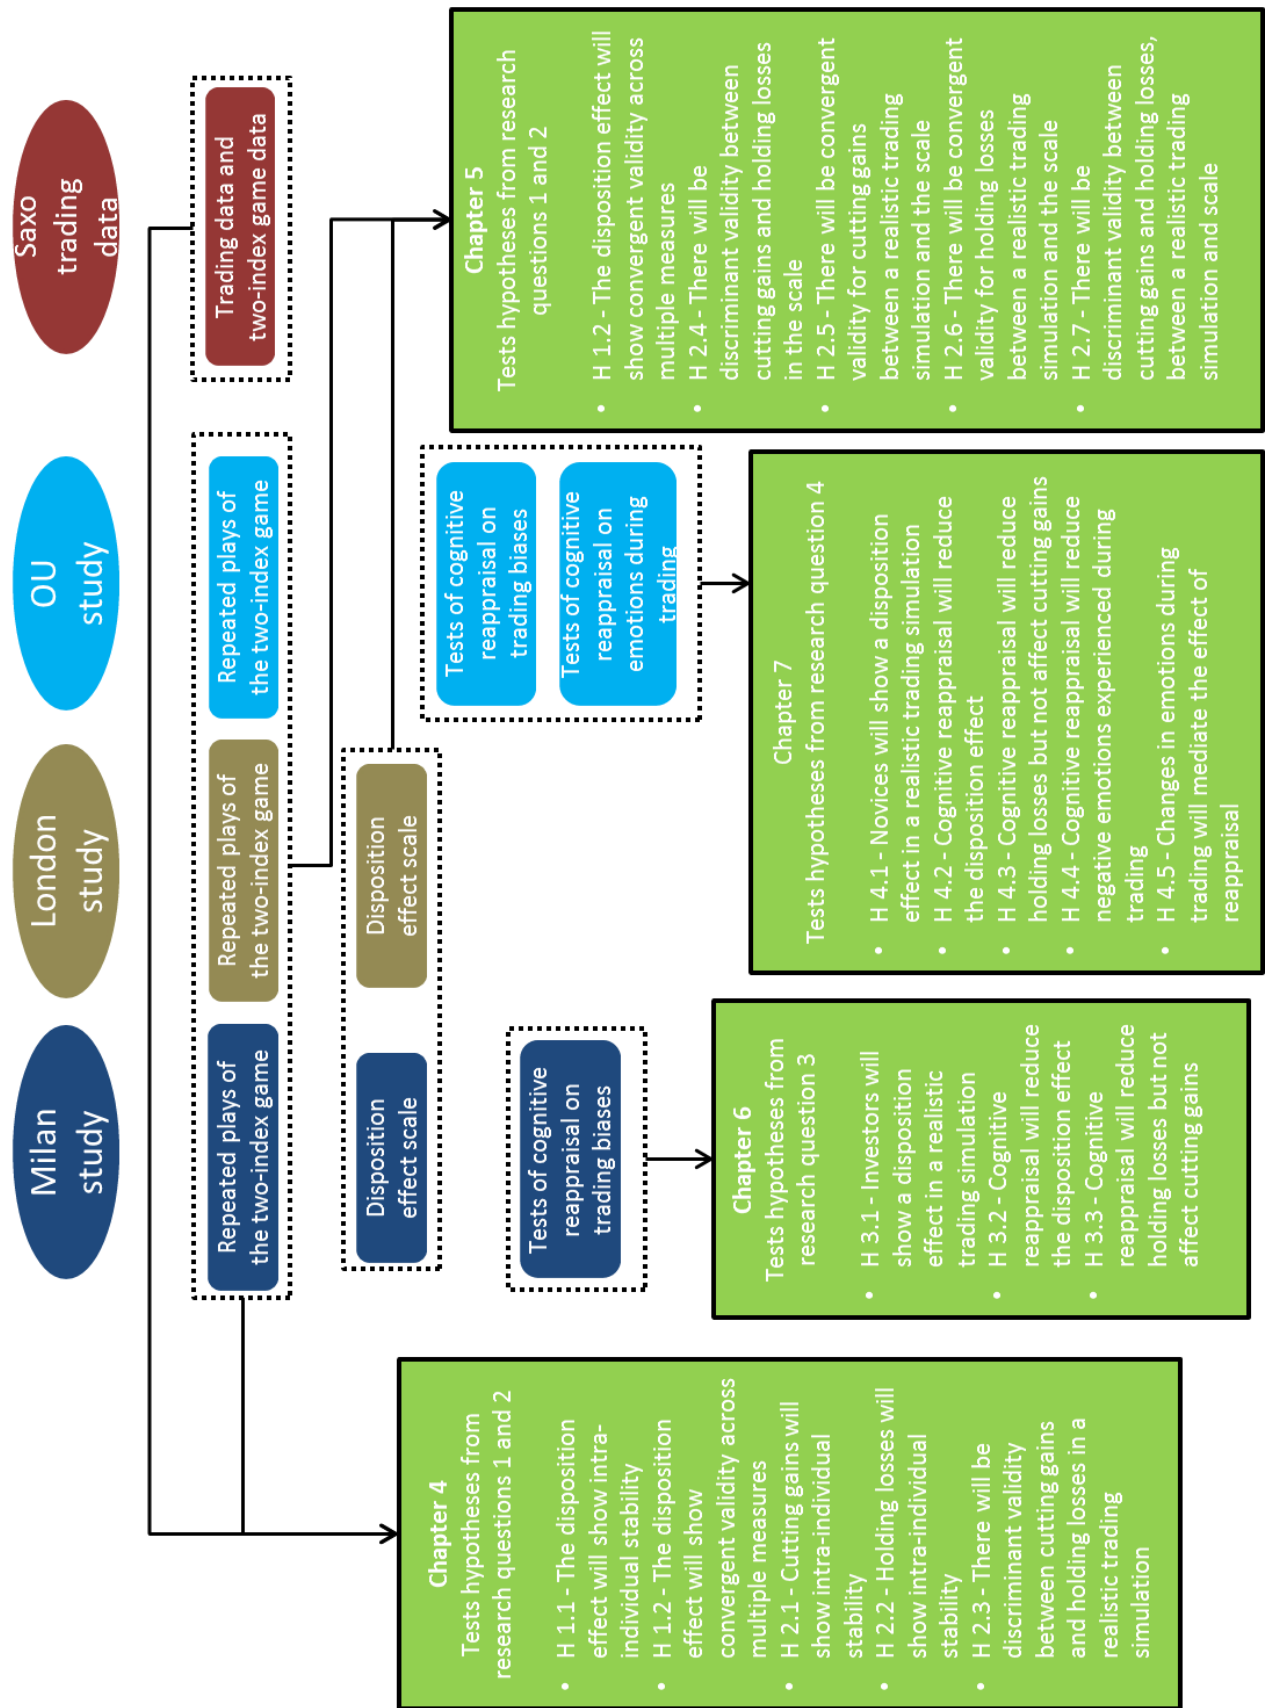 Milan
study
London
study
OU
study
Saxo
trading
data
Repeated plays of
the two-index game
Repeated plays of
the two-index game
Repeated plays of
the two-index game
Trading data and
two-index game data
Disposition
effect scale
Disposition
effect scale
Tests of cognitive
reappraisal on
trading biases
Tests of cognitive
reappraisal on
trading biases
Tests of cognitive
reappraisal on
emotions during
trading
Chapter 4
Tests hypotheses from
research questions 1 and 2
• H 1.1 - The disposition
effect will show intra-
individual stability
• H 1.2 - The disposition
effect will show
convergent validity across
multiple measures
• H 2.1 - Cutting gains will
show intra-individual
stability
• H 2.2 - Holding losses will
show intra-individual
stability
• H 2.3 - There will be
discriminant validity
between cutting gains
and holding losses in a
realistic trading
simulation
Chapter 6
Tests hypotheses from
research question 3
• H 3.1 - Investors will
show a disposition
effect in a realistic
trading simulation
• H 3.2 - Cognitive
reappraisal will reduce
the disposition effect
• H 3.3 - Cognitive
reappraisal will reduce
holding losses but not
affect cutting gains
Chapter 7
Tests hypotheses from research question 4
• H 4.1 - Novices will show a disposition
effect in a realistic trading simulation
• H 4.2 - Cognitive reappraisal will reduce
the disposition effect
• H 4.3 - Cognitive reappraisal will reduce
holding losses but not affect cutting gains
• H 4.4 - Cognitive reappraisal will reduce
negative emotions experienced during
trading
• H 4.5 - Changes in emotions during
trading will mediate the effect of
reappraisal
Chapter 5
Tests hypotheses from research
questions 1 and 2
• H 1.2 - The disposition effect will
show convergent validity across
multiple measures
• H 2.4 - There will be
discriminant validity between
cutting gains and holding losses
in the scale
• H 2.5 - There will be convergent
validity for cutting gains
between a realistic trading
simulation and the scale
• H 2.6 - There will be convergent
validity for holding losses
between a realistic trading
simulation and the scale
• H 2.7 - There will be
discriminant validity between
cutting gains and holding losses,
between a realistic trading
simulation and scale